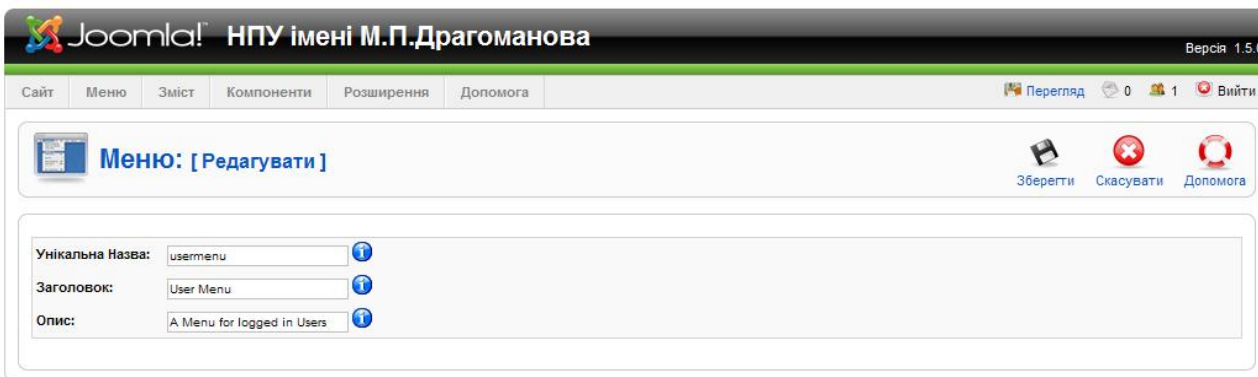 Joomla! НПУ імені М.П.Драгоманова
Версія 1.5.
Сайт Меню Зміст Компоненти Розширення Допомога Перегляд 0 1 Вийти
Меню: [ Редагувати ]
Зберегти Скасувати Допомога
Унікальна Назва: usermenu
Заголовок: User Menu
Опис: A Menu for logged in Users